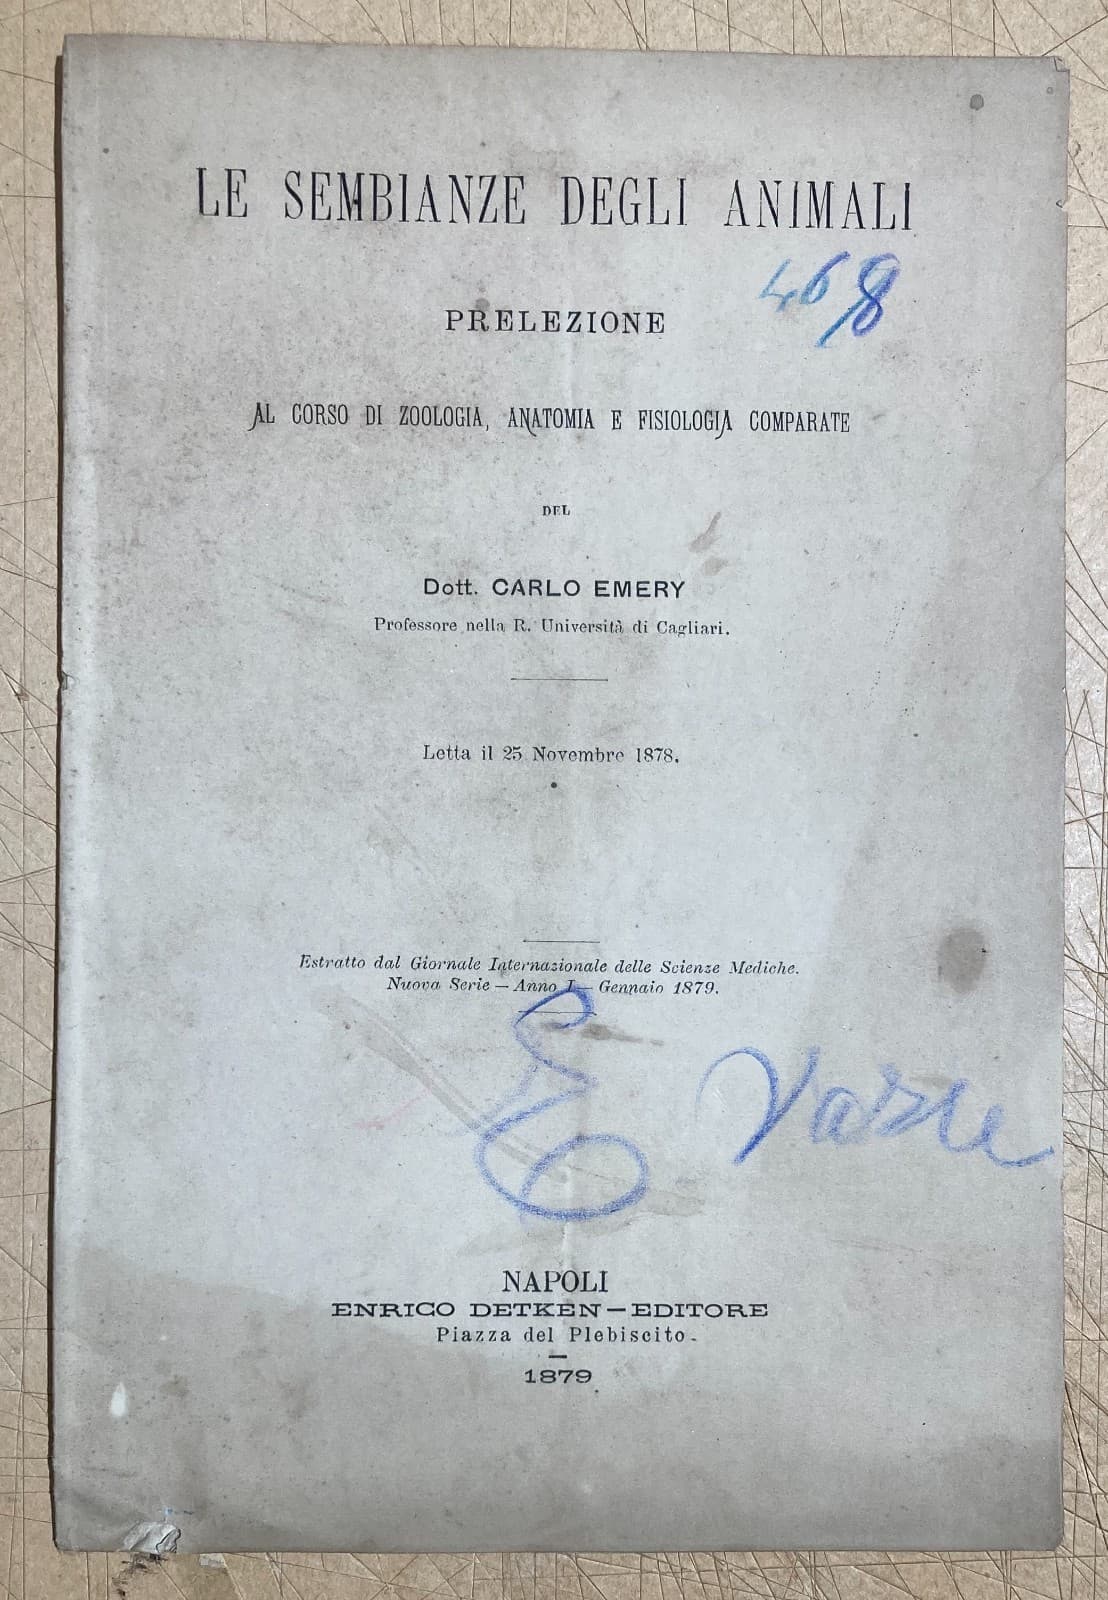 LE SEMBIANZE DEGLI ANIMALI
468
PRELEZIONE
AL CORSO DI ZOOLOGIA, ANATOMIA E FISIOLOGIA COMPARATE
DEL
Dott. CARLO EMERY
Professore nella R. Università di Cagliari.
Letta il 25 Novembre 1878.
Estratto dal Giornale Internazionale delle Scienze Mediche.
Nuova Serie — Anno I — Gennaio 1879.
E
NAPOLI
ENRICO DETKEN — EDITORE
Piazza del Plebiscito
1879